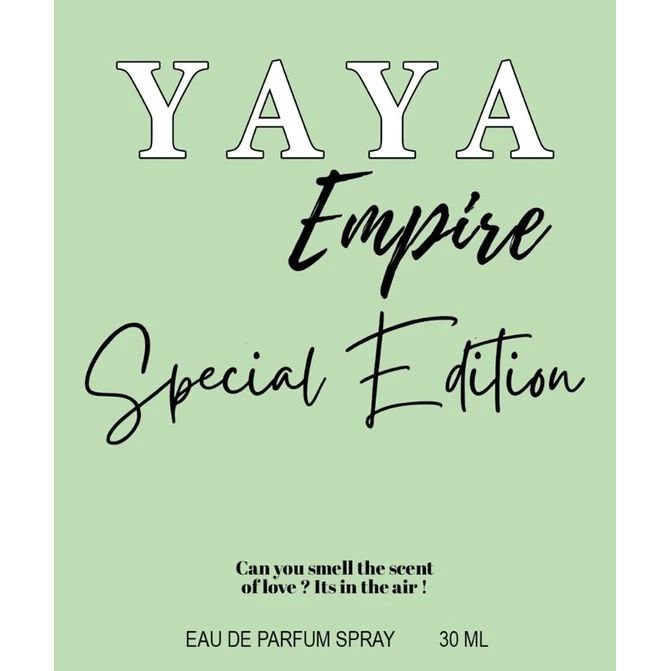 YAYA
Empire
Special Edition
Can you smell the scent
of love ? Its in the air !
EAU DE PARFUM SPRAY 30 ML